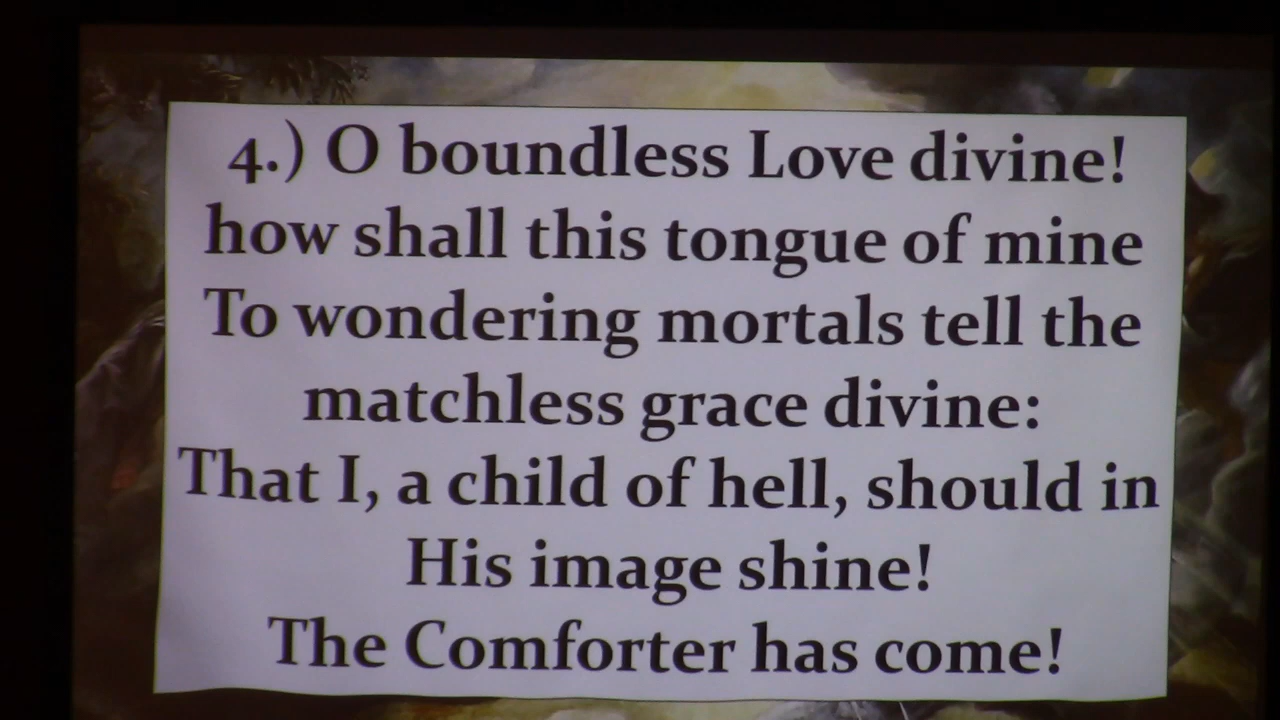 4.) O boundless Love divine!
how shall this tongue of mine
To wondering mortals tell the
matchless grace divine:
That I, a child of hell, should in
His image shine!
The Comforter has come!